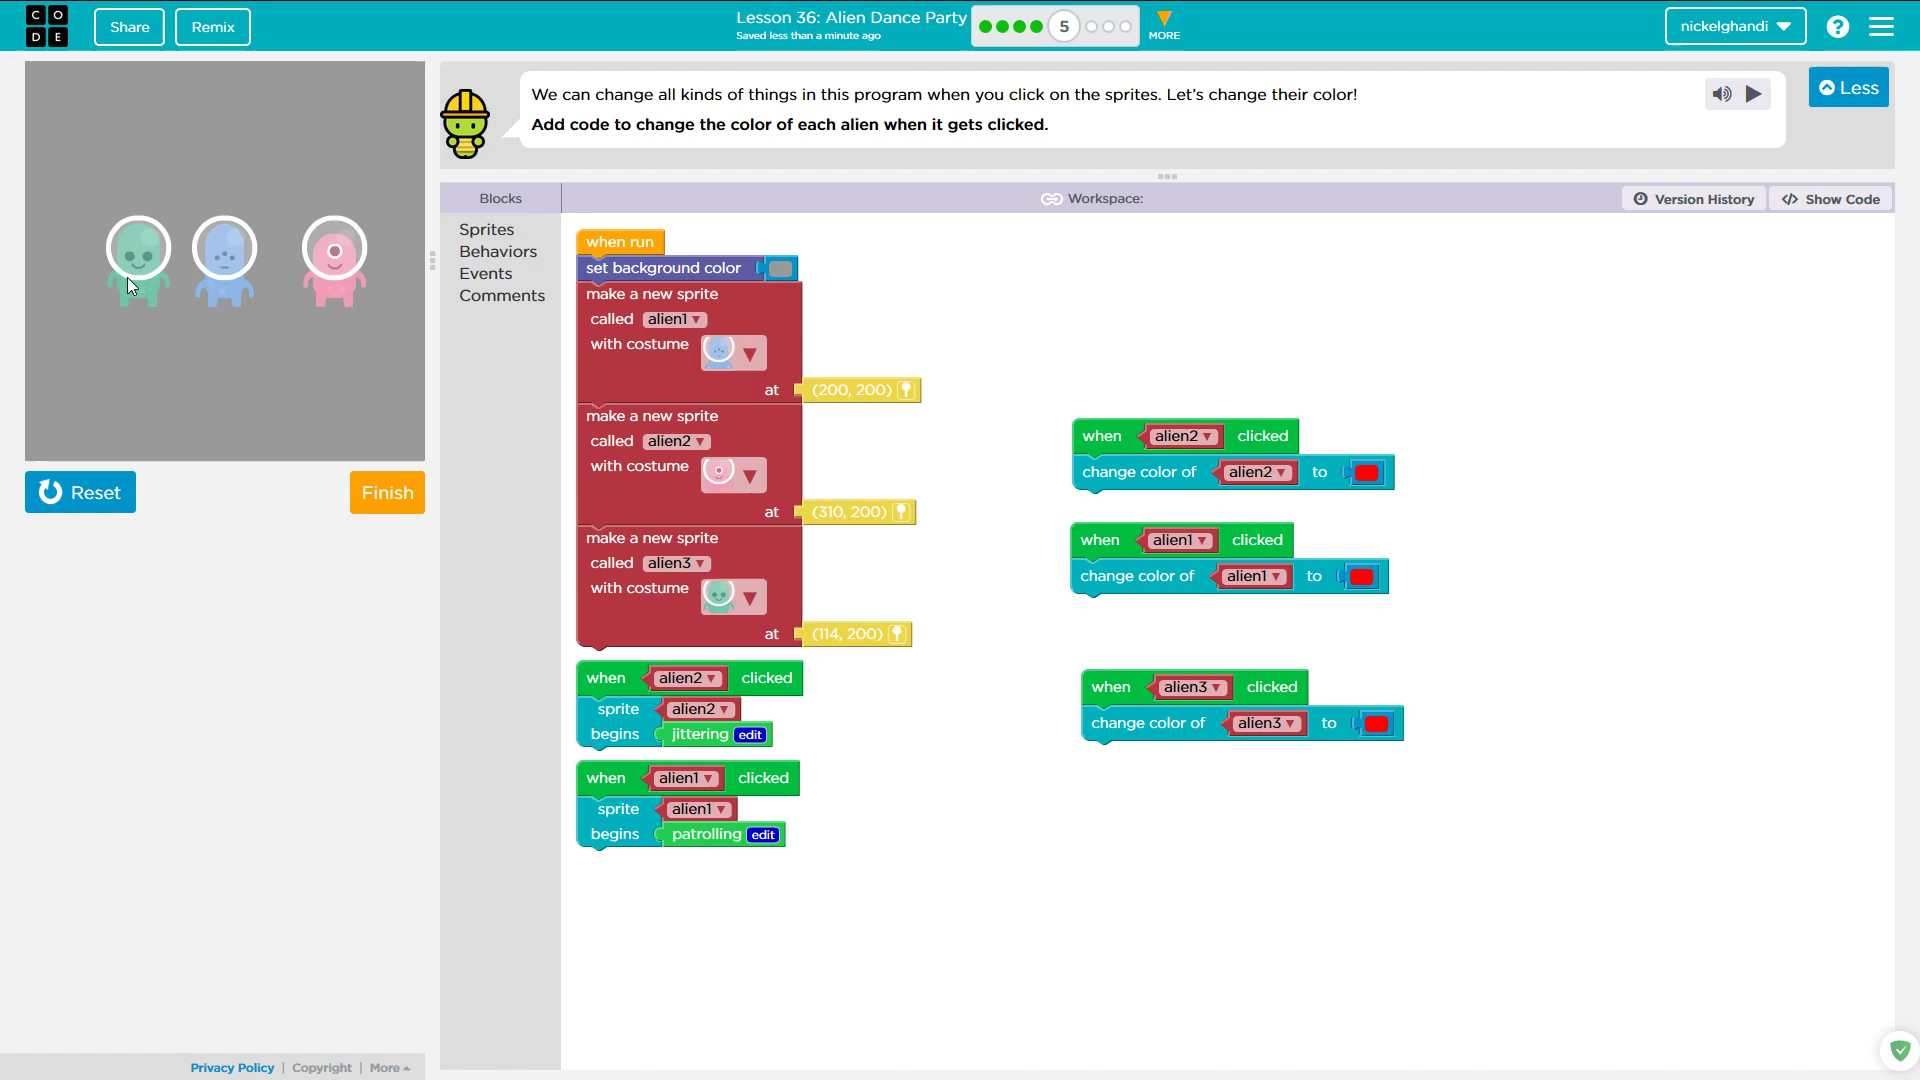 C O
D E
Share
Remix
Lesson 36: Alien Dance Party
Saved less than a minute ago
5
MORE
nickelghandi
?
We can change all kinds of things in this program when you click on the sprites. Let's change their color!
Add code to change the color of each alien when it gets clicked.
Less
Blocks
Workspace:
Version History
Show Code
Sprites
Behaviors
Events
Comments
when run
set background color
make a new sprite
called alien1
with costume
at (200, 200)
make a new sprite
called alien2
with costume
at (310, 200)
make a new sprite
called alien3
with costume
at (114, 200)
when alien2 clicked
sprite alien2
begins jittering edit
when alien1 clicked
sprite alien1
begins patrolling edit
when alien2 clicked
change color of alien2 to
when alien1 clicked
change color of alien1 to
when alien3 clicked
change color of alien3 to
Reset
Finish
Privacy Policy | Copyright | More